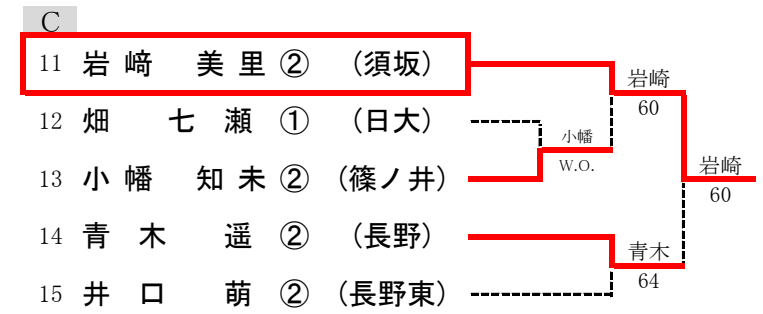 C
11 岩﨑 美里② （須坂）
岩崎
60
12 畑 七瀬① （日大）
小幡
W.O.
13 小幡 知未② （篠ノ井）
岩崎
60
14 青木 遥② （長野）
青木
64
15 井口 萌② （長野東）